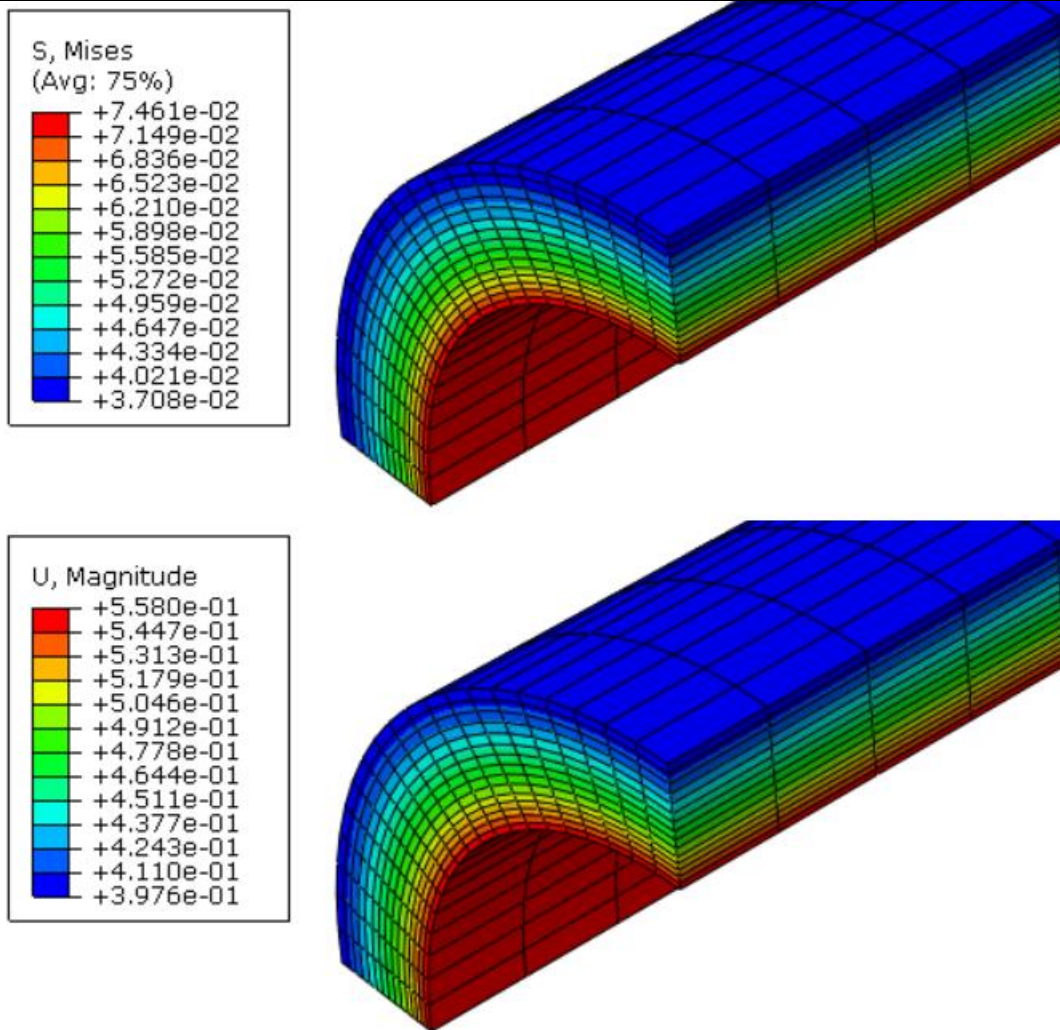 S, Mises
(Avg: 75%)
+7.461e-02
+7.149e-02
+6.836e-02
+6.523e-02
+6.210e-02
+5.898e-02
+5.585e-02
+5.272e-02
+4.959e-02
+4.647e-02
+4.334e-02
+4.021e-02
+3.708e-02
U, Magnitude
+5.580e-01
+5.447e-01
+5.313e-01
+5.179e-01
+5.046e-01
+4.912e-01
+4.778e-01
+4.644e-01
+4.511e-01
+4.377e-01
+4.243e-01
+4.110e-01
+3.976e-01